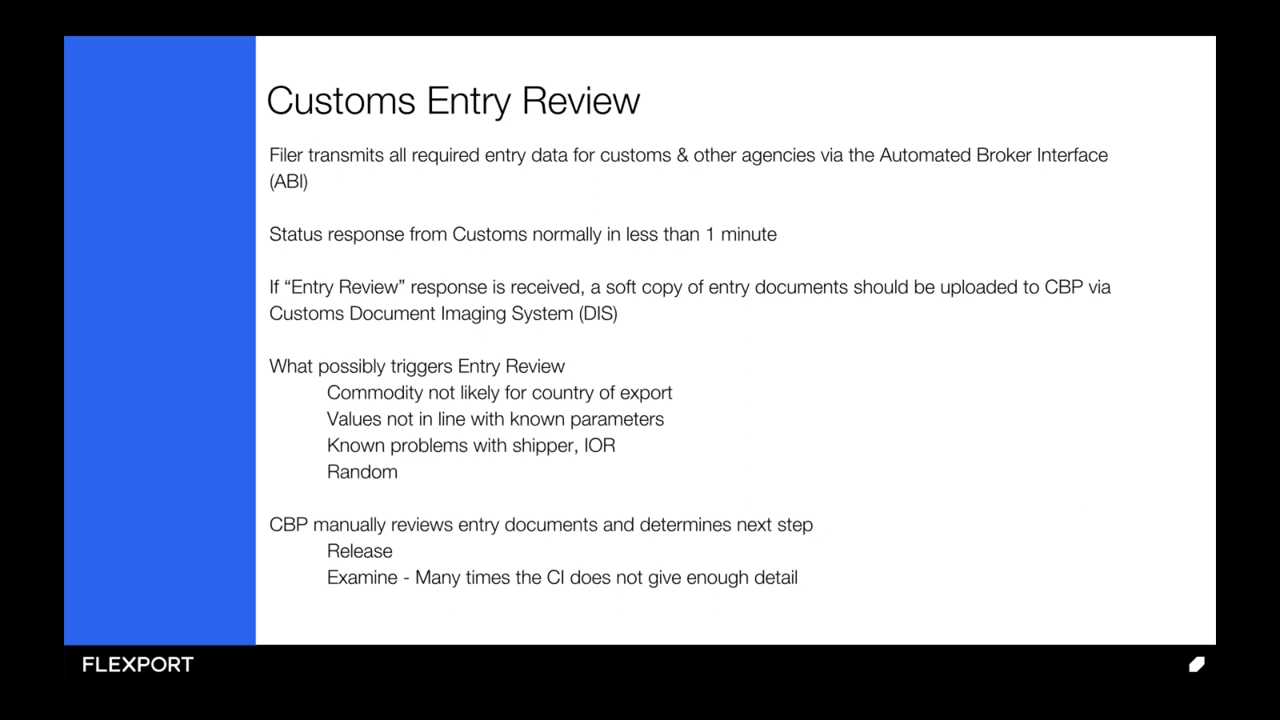 Customs Entry Review
Filer transmits all required entry data for customs & other agencies via the Automated Broker Interface
(ABI)
Status response from Customs normally in less than 1 minute
If “Entry Review” response is received, a soft copy of entry documents should be uploaded to CBP via
Customs Document Imaging System (DIS)
What possibly triggers Entry Review
Commodity not likely for country of export
Values not in line with known parameters
Known problems with shipper, IOR
Random
CBP manually reviews entry documents and determines next step
Release
Examine - Many times the CI does not give enough detail
FLEXPORT